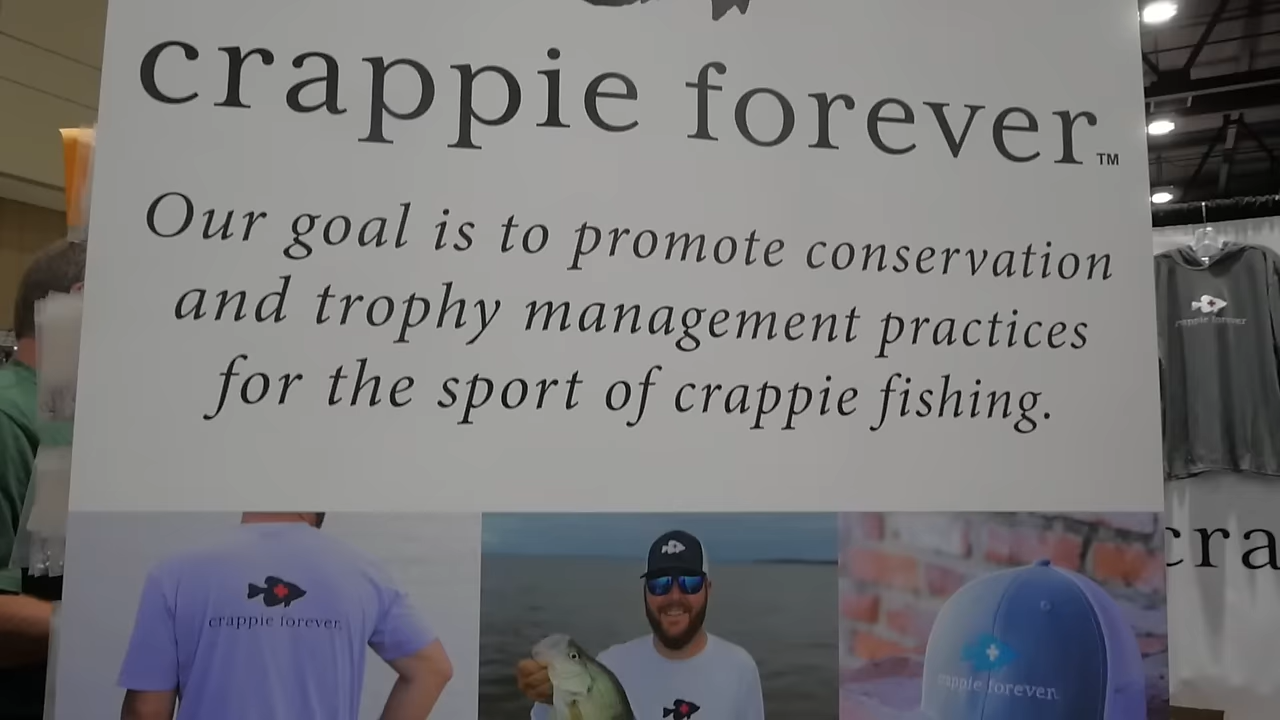 crappie forever™
Our goal is to promote conservation
and trophy management practices
for the sport of crappie fishing.
crappie forever
cra
crappie forever
crappie forever